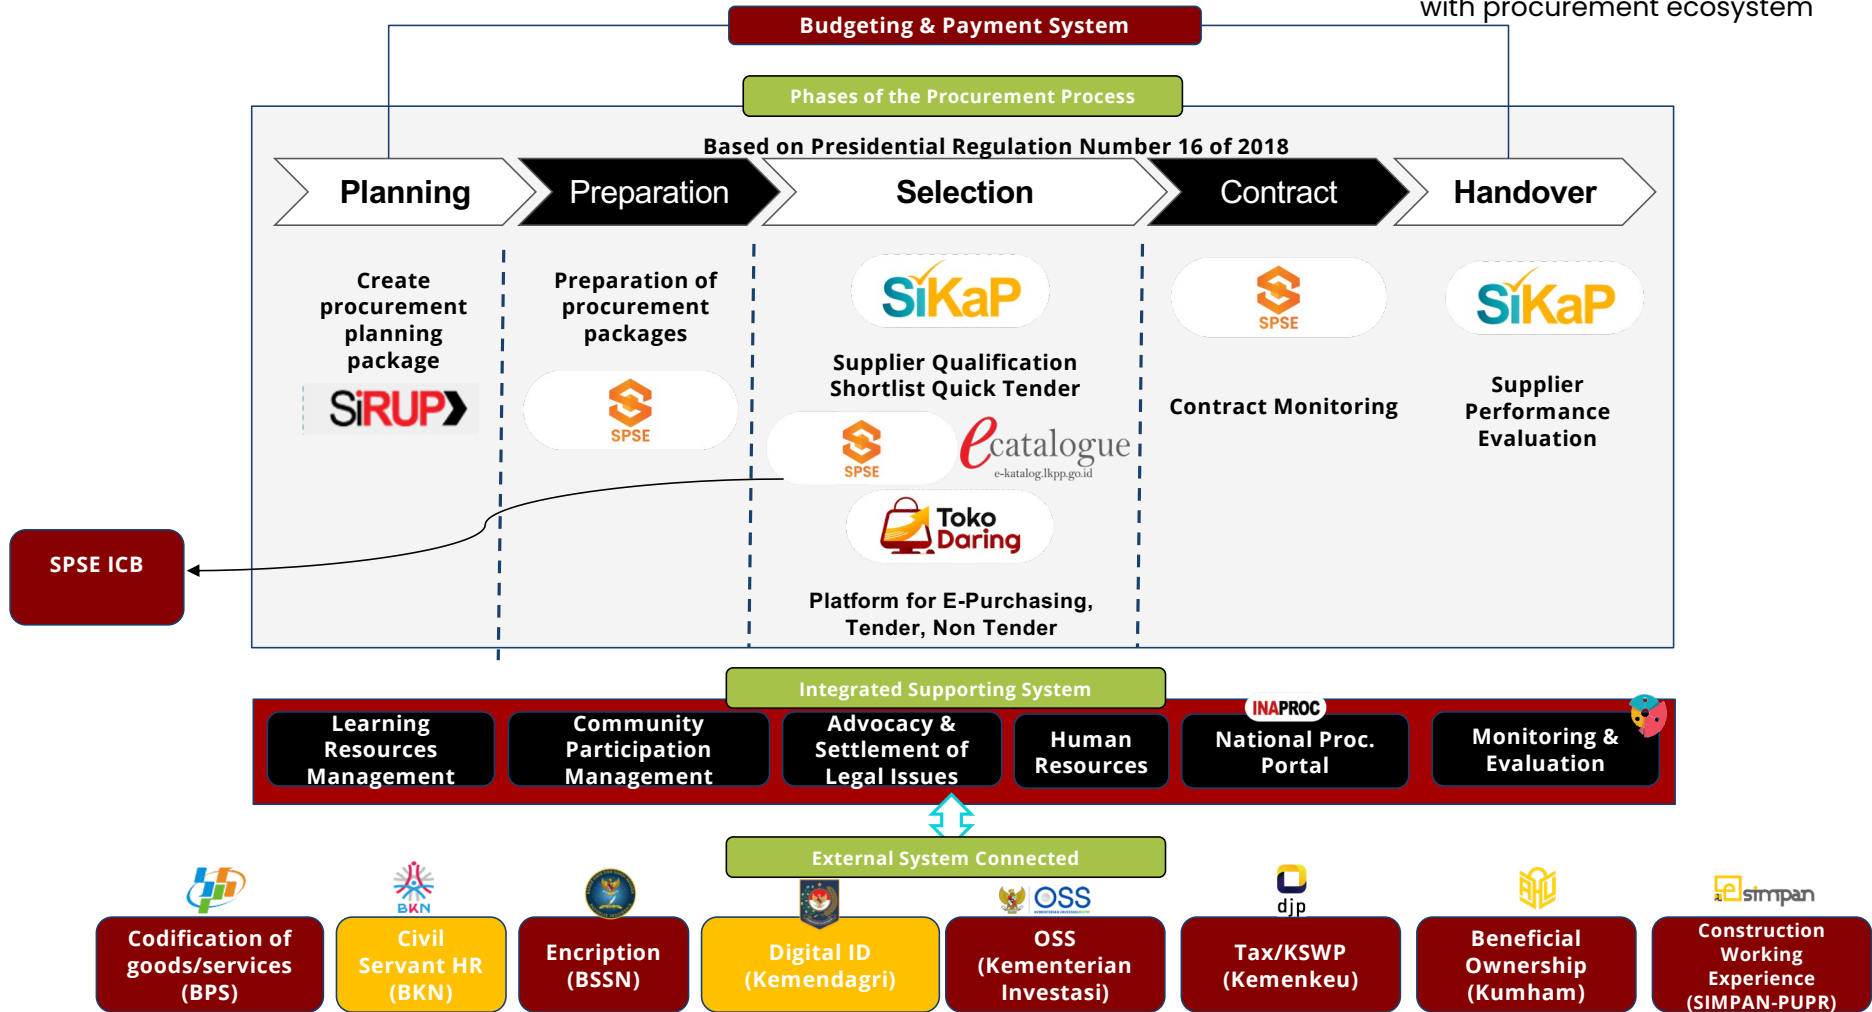 with procurement ecosystem
Budgeting & Payment System
Phases of the Procurement Process
Based on Presidential Regulation Number 16 of 2018
Planning
Preparation
Selection
Contract
Handover
Create
procurement
planning
package
SiRUP
Preparation of
procurement
packages
SPSE
SiKaP
Supplier Qualification
Shortlist Quick Tender
SPSE
ecatalogue
e-katalog.lkpp.go.id
Toko
Daring
Platform for E-Purchasing,
Tender, Non Tender
SPSE
Contract Monitoring
SiKaP
Supplier
Performance
Evaluation
SPSE ICB
Integrated Supporting System
Learning
Resources
Management
Community
Participation
Management
Advocacy &
Settlement of
Legal Issues
Human
Resources
INAPROC
National Proc.
Portal
Monitoring &
Evaluation
External System Connected
Codification of
goods/services
(BPS)
BKN
Civil
Servant HR
(BKN)
Encription
(BSSN)
Digital ID
(Kemendagri)
OSS
OSS
(Kementerian
Investasi)
djp
Tax/KSWP
(Kemenkeu)
AHU
Beneficial
Ownership
(Kumham)
simpan
Construction
Working
Experience
(SIMPAN-PUPR)